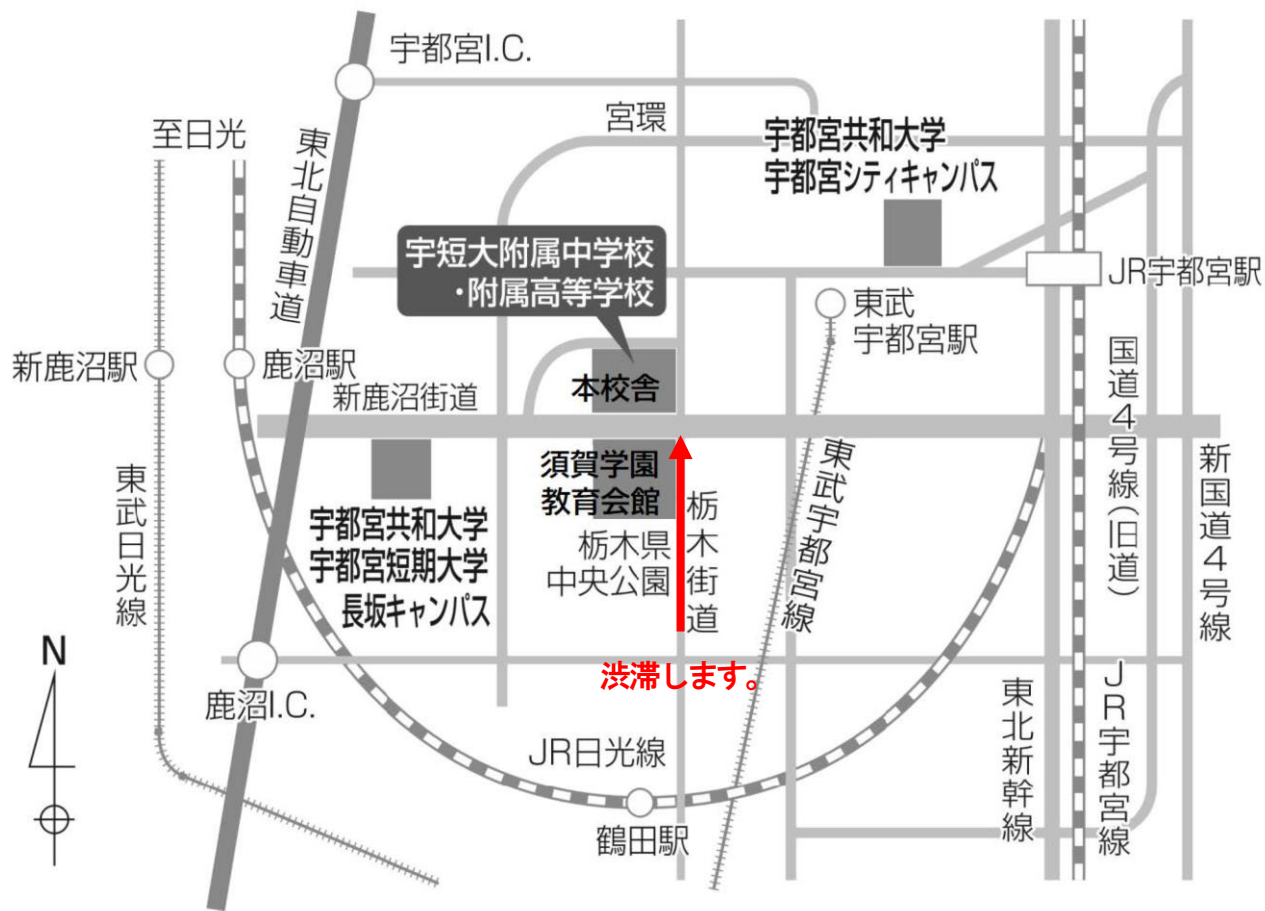 宇都宮I.C.
宮環
至日光
東北自動車道
宇都宮共和大学
宇都宮シティキャンパス
宇短大附属中学校
・附属高等学校
JR宇都宮駅
東武
宇都宮駅
新鹿沼駅
鹿沼駅
新鹿沼街道
本校舎
国道4号線(旧道)
新国道4号線
東武日光線
須賀学園
教育会館
栃木街道
東武宇都宮線
宇都宮共和大学
宇都宮短期大学
長坂キャンパス
栃木県
中央公園
N
渋滞します。
鹿沼I.C.
JR日光線
東北新幹線
JR宇都宮線
鶴田駅